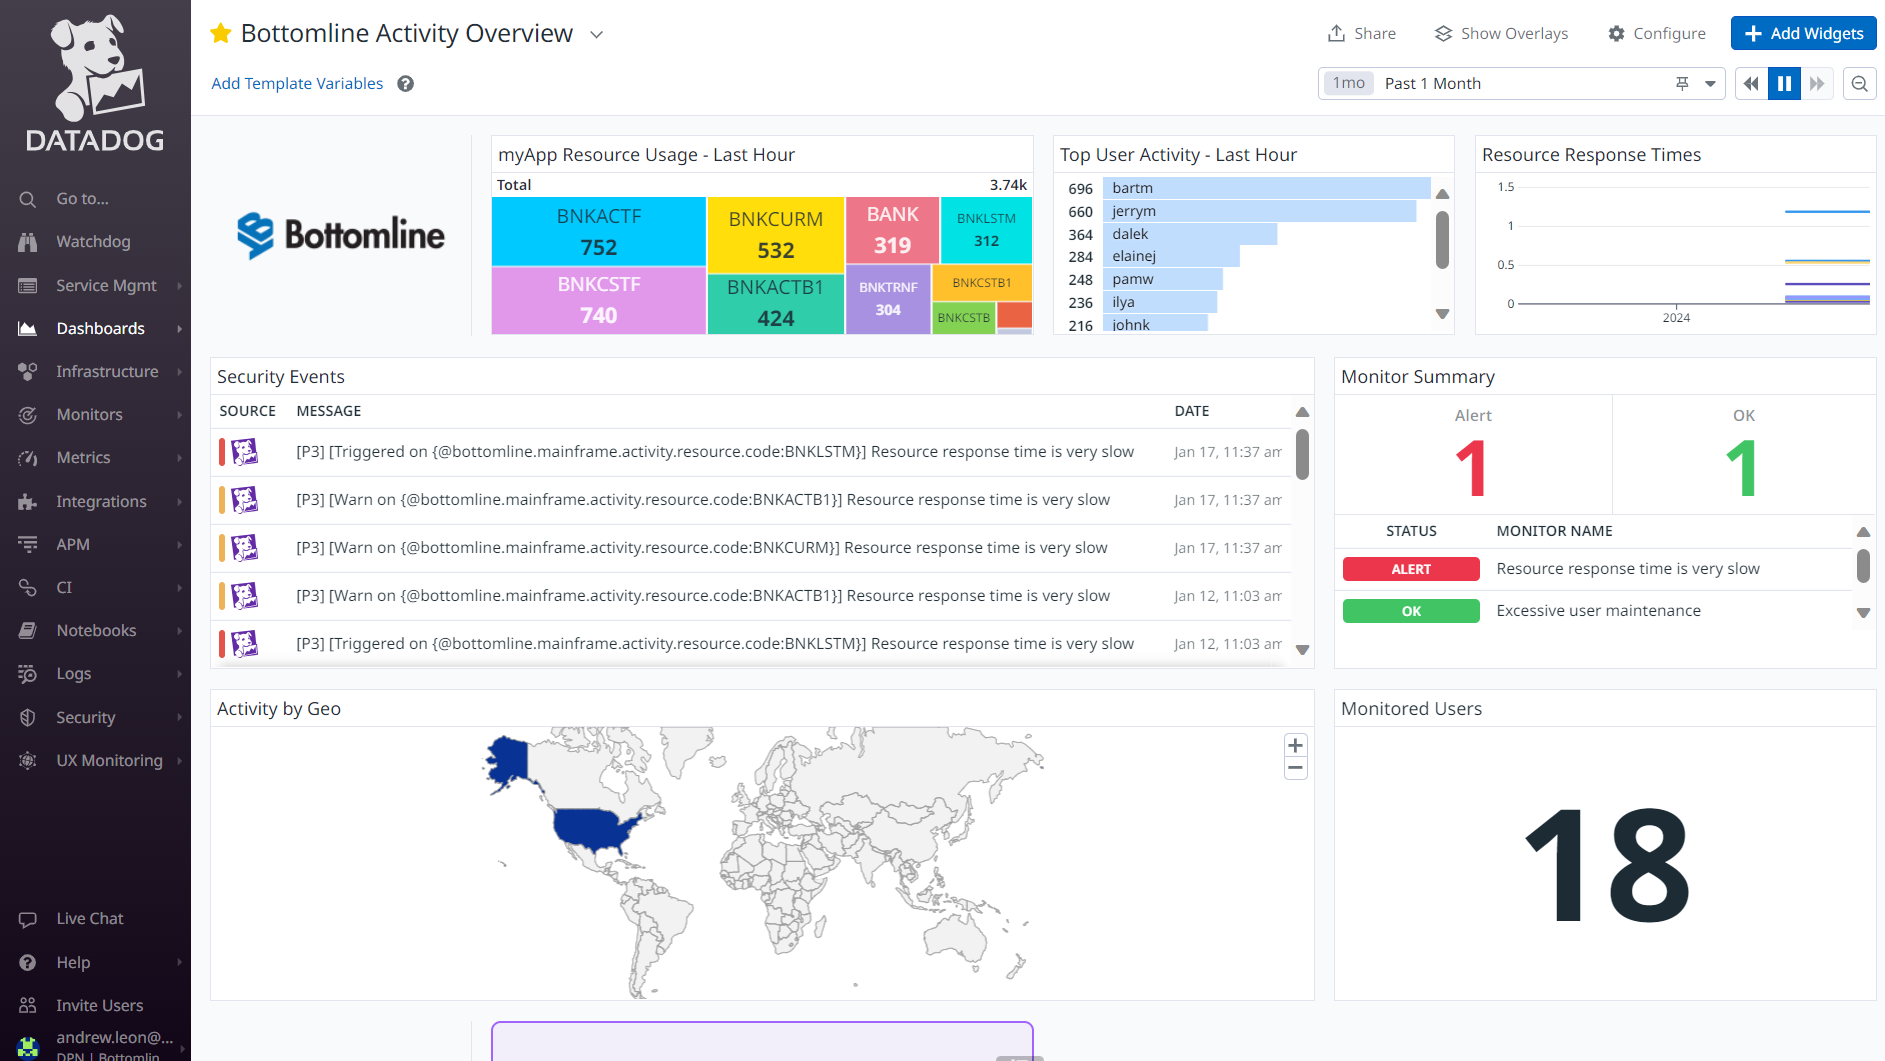 DATADOG
Go to...
Watchdog
Service Mgmt
Dashboards
Infrastructure
Monitors
Metrics
Integrations
APM
CI
Notebooks
Logs
Security
UX Monitoring
Live Chat
Help
Invite Users
andrew.leon@...
DPN | Bottomlin
Bottomline Activity Overview
Share
Show Overlays
Configure
Add Widgets
Add Template Variables
1mo Past 1 Month
Bottomline
myApp Resource Usage - Last Hour
Total 3.74k
BNKACTF
752
BNKCSTF
740
BNKCURM
532
BNKACTB1
424
BANK
319
BNKLSTM
312
BNKTRNF
304
BNKCSTB1
BNKCSTB
Top User Activity - Last Hour
696 bartm
660 jerrym
364 dalek
284 elainej
248 pamw
236 ilya
216 johnk
Resource Response Times
1.5
1
0.5
0
2024
Security Events
SOURCE MESSAGE DATE
[P3] [Triggered on {@bottomline.mainframe.activity.resource.code:BNKLSTM}] Resource response time is very slow Jan 17, 11:37 am
[P3] [Warn on {@bottomline.mainframe.activity.resource.code:BNKACTB1}] Resource response time is very slow Jan 17, 11:37 am
[P3] [Warn on {@bottomline.mainframe.activity.resource.code:BNKCURM}] Resource response time is very slow Jan 17, 11:37 am
[P3] [Warn on {@bottomline.mainframe.activity.resource.code:BNKACTB1}] Resource response time is very slow Jan 12, 11:03 am
[P3] [Triggered on {@bottomline.mainframe.activity.resource.code:BNKLSTM}] Resource response time is very slow Jan 12, 11:03 am
Monitor Summary
Alert
1
OK
1
STATUS MONITOR NAME
ALERT Resource response time is very slow
OK Excessive user maintenance
Activity by Geo
Monitored Users
18